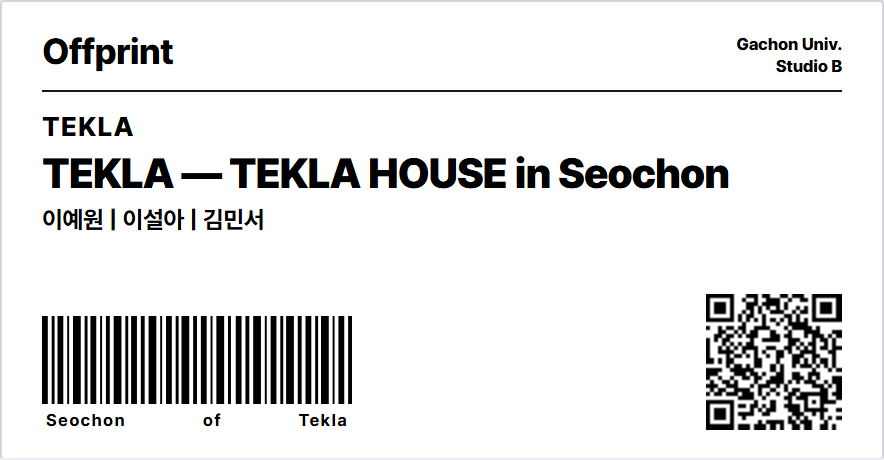 Offprint
Gachon Univ.
Studio B
TEKLA
TEKLA — TEKLA HOUSE in Seochon
이예원 | 이설아 | 김민서
Seochon of Tekla